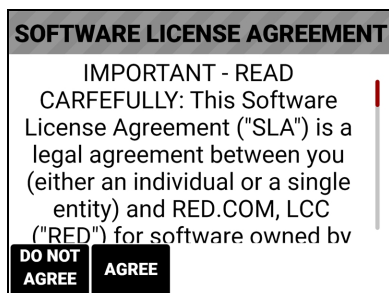 SOFTWARE LICENSE AGREEMENT
IMPORTANT - READ
CARFEFULLY: This Software
License Agreement ("SLA") is a
legal agreement between you
(either an individual or a single
entity) and RED.COM, LCC
("RED") for software owned by
DO NOT
AGREE
AGREE